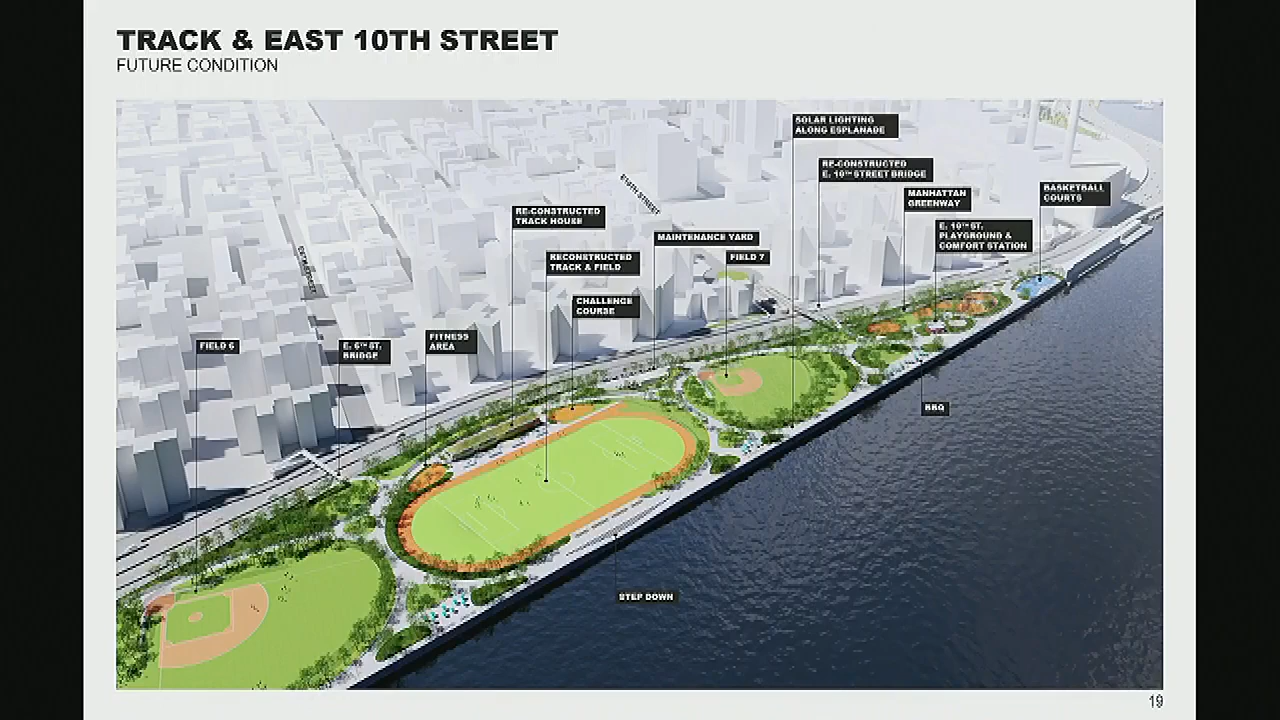 TRACK & EAST 10TH STREET
FUTURE CONDITION
SOLAR LIGHTING
ALONG ESPLANADE
RE-CONSTRUCTED
E. 10TH STREET BRIDGE
MANHATTAN
GREENWAY
BASKETBALL
COURTS
E10TH STREET
RE-CONSTRUCTED
TRACK HOUSE
MAINTENANCE YARD
E. 10TH ST.
PLAYGROUND &
COMFORT STATION
RECONSTRUCTED
TRACK & FIELD
FIELD 7
CHALLENGE
COURSE
FIELD 6
E. 6TH ST.
BRIDGE
FITNESS
AREA
BBQ
STEP DOWN
19